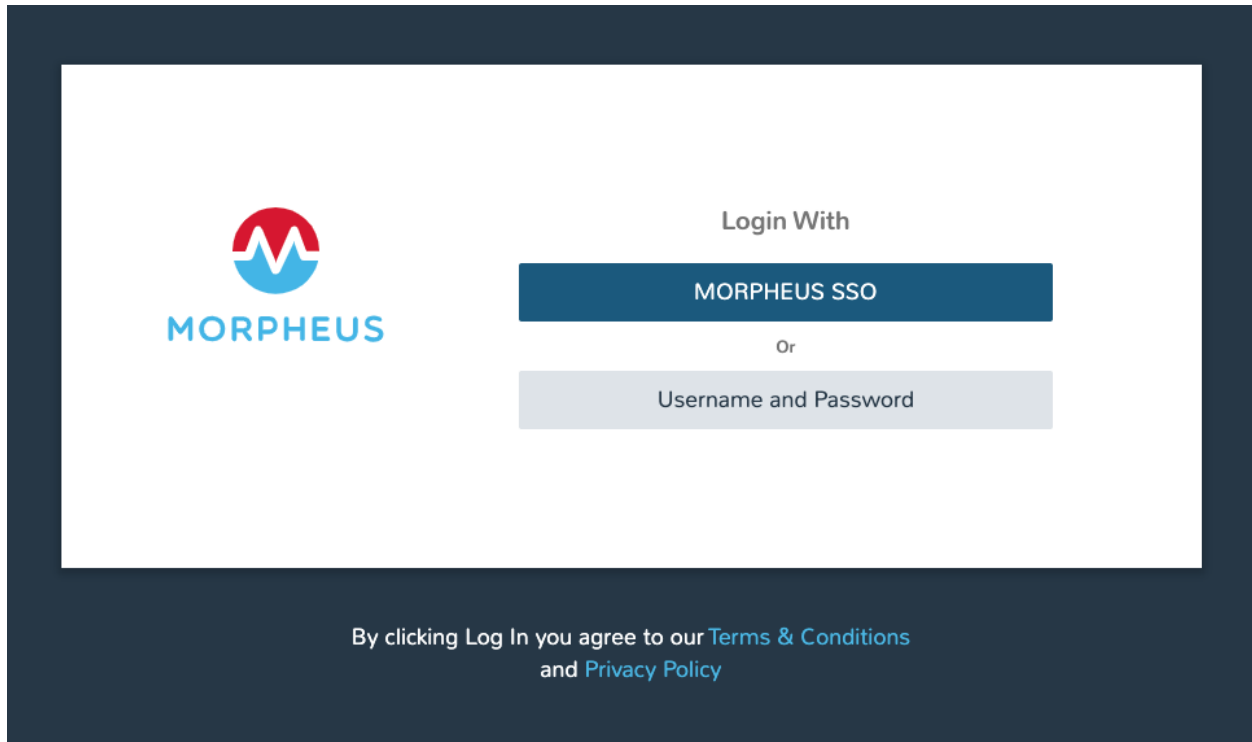 MORPHEUS
Login With
MORPHEUS SSO
Or
Username and Password
By clicking Log In you agree to our Terms & Conditions
and Privacy Policy